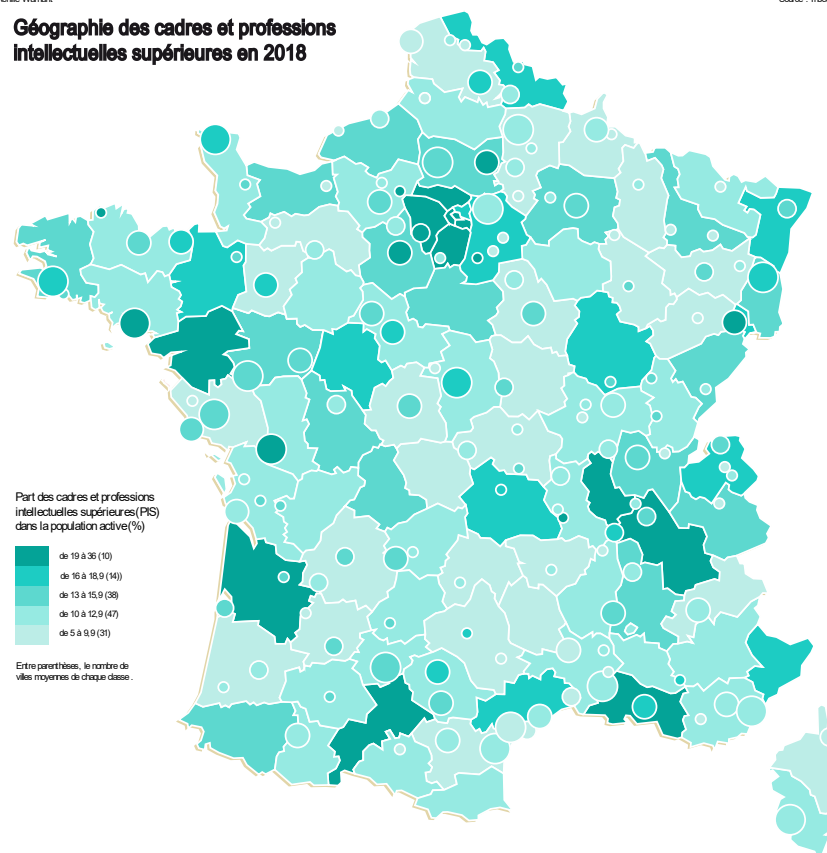 Géographie des cadres et professions
intellectuelles supérieures en 2018
Part des cadres et professions
intellectuelles supérieures (PIS)
dans la population active (%)
de 19 à 36 (10)
de 16 à 18,9 (14))
de 13 à 15,9 (38)
de 10 à 12,9 (47)
de 5 à 9,9 (31)
Entre parenthèses, le nombre de
villes moyennes de chaque classe.